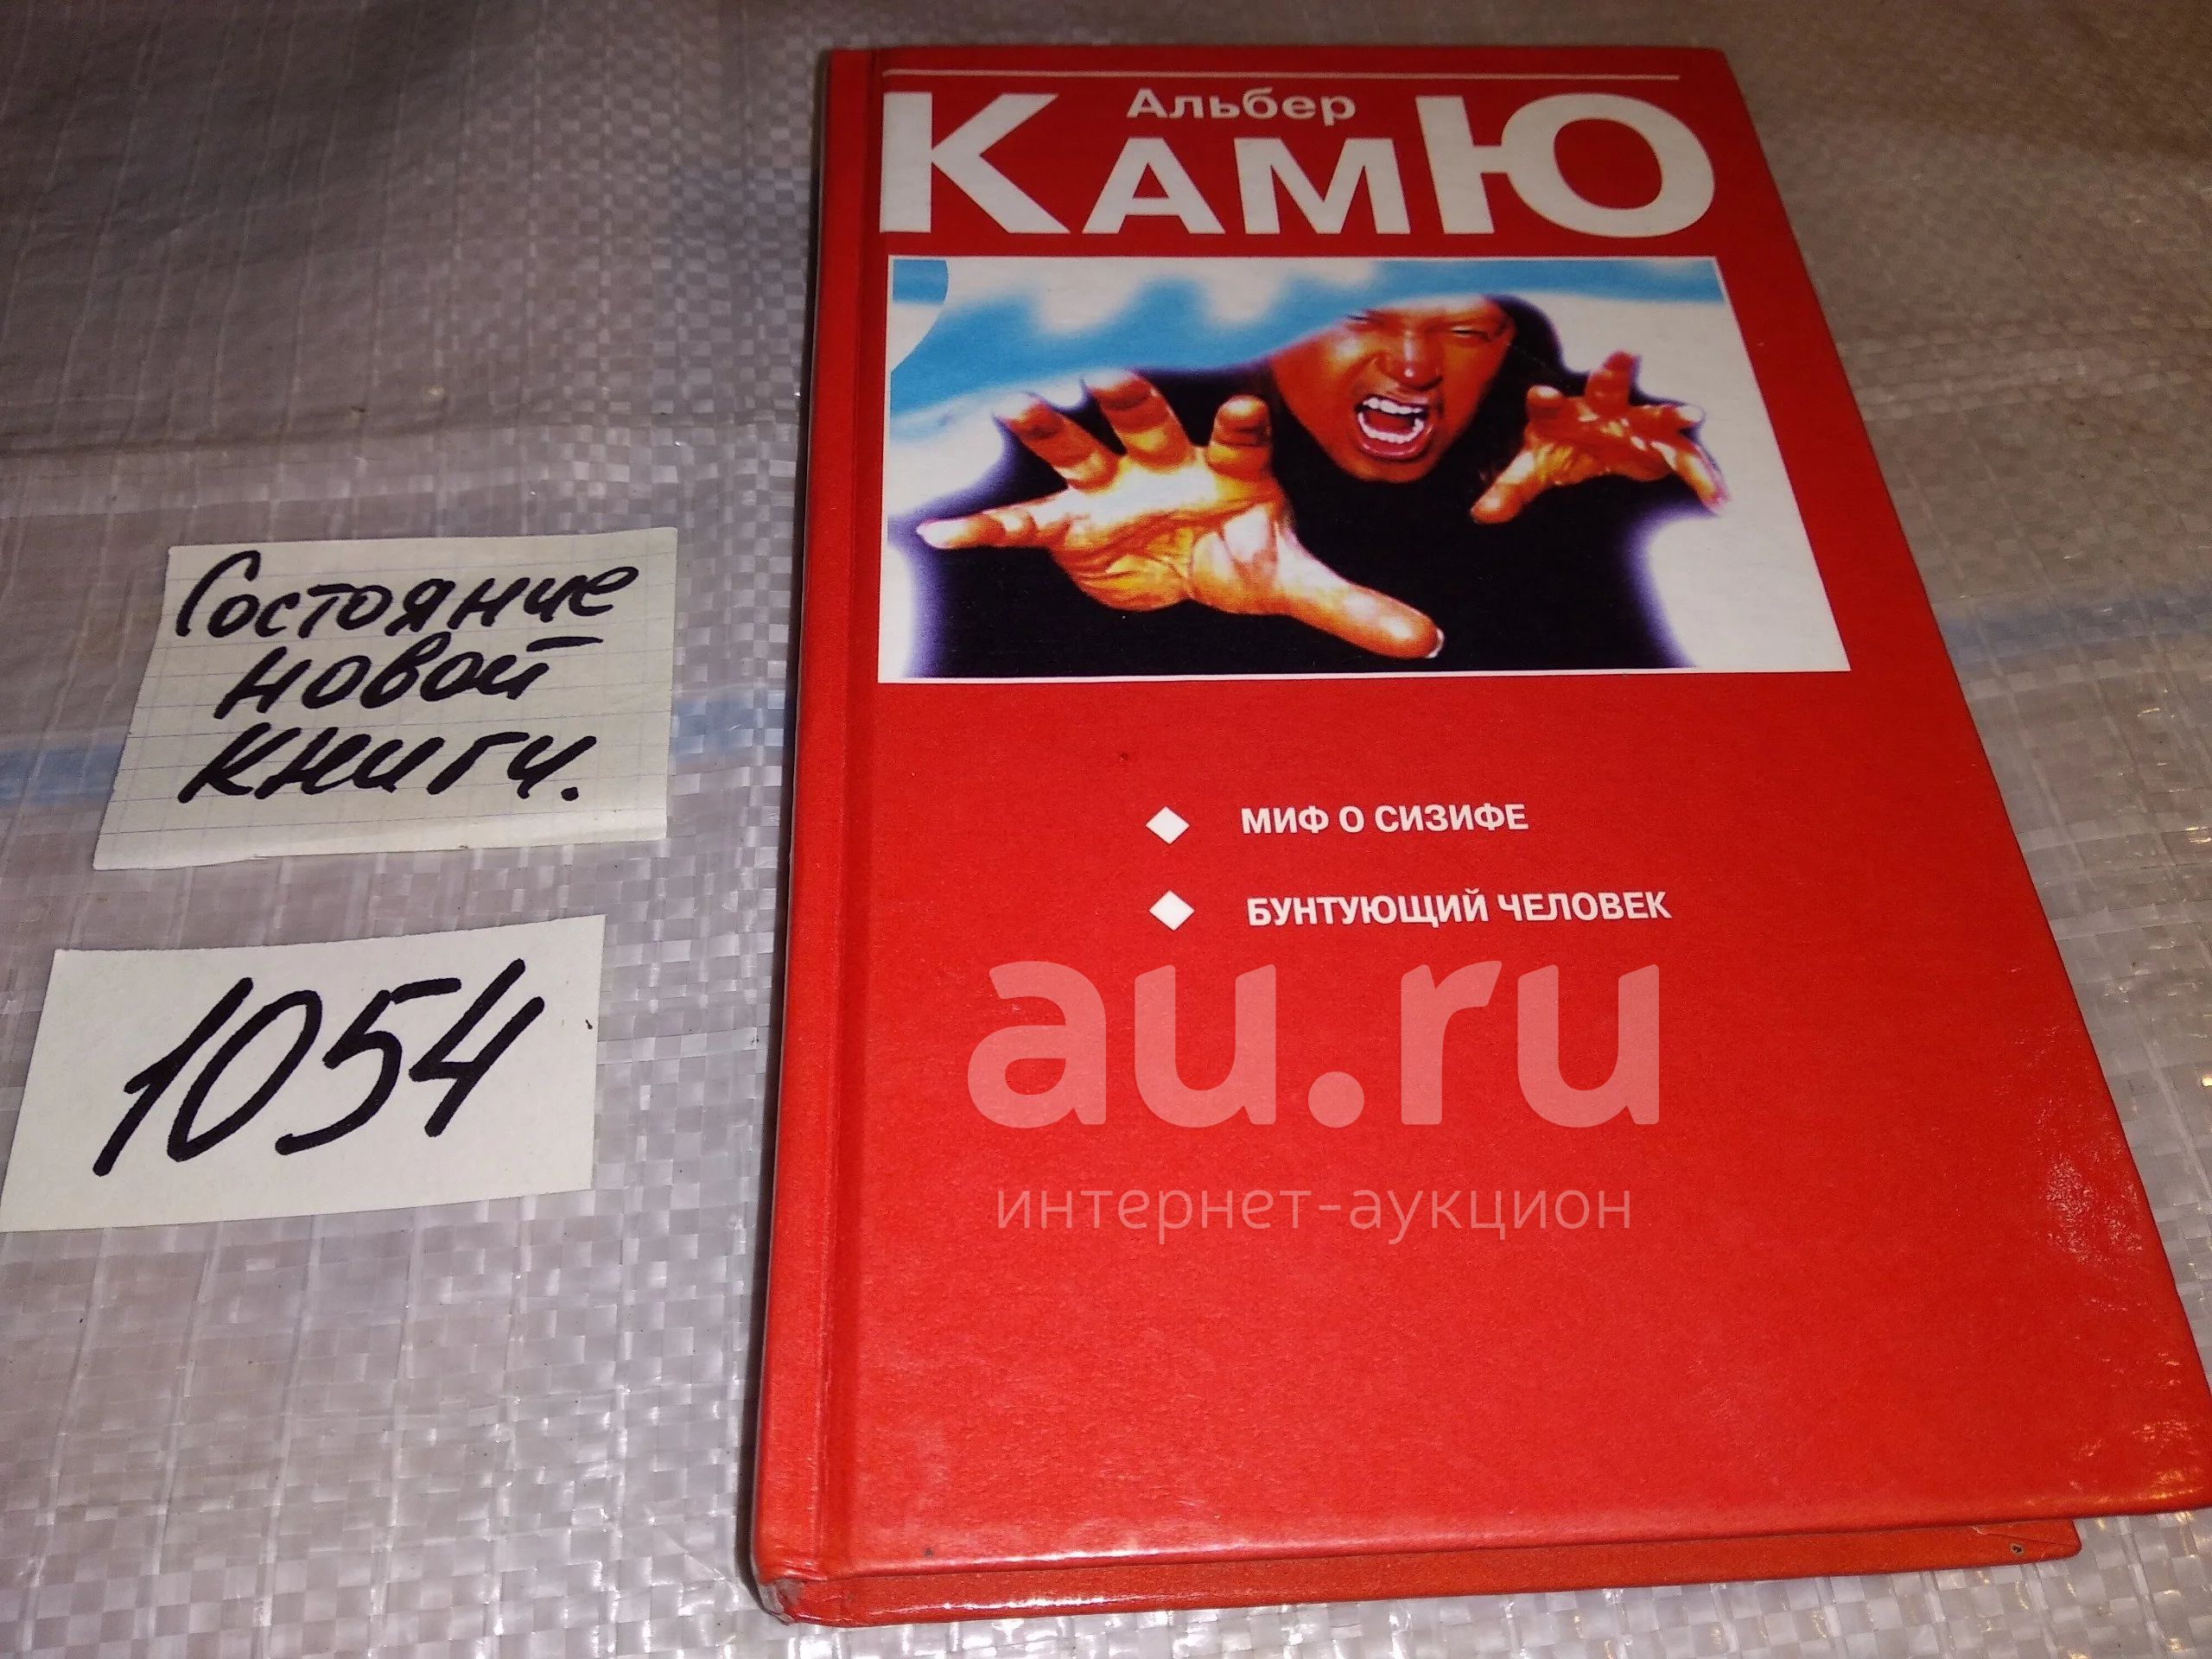 Альбер
Камю
МИФ О СИЗИФЕ
БУНТУЮЩИЙ ЧЕЛОВЕК
Состояние
новой
книги.
1054
au.ru
интернет-аукцион